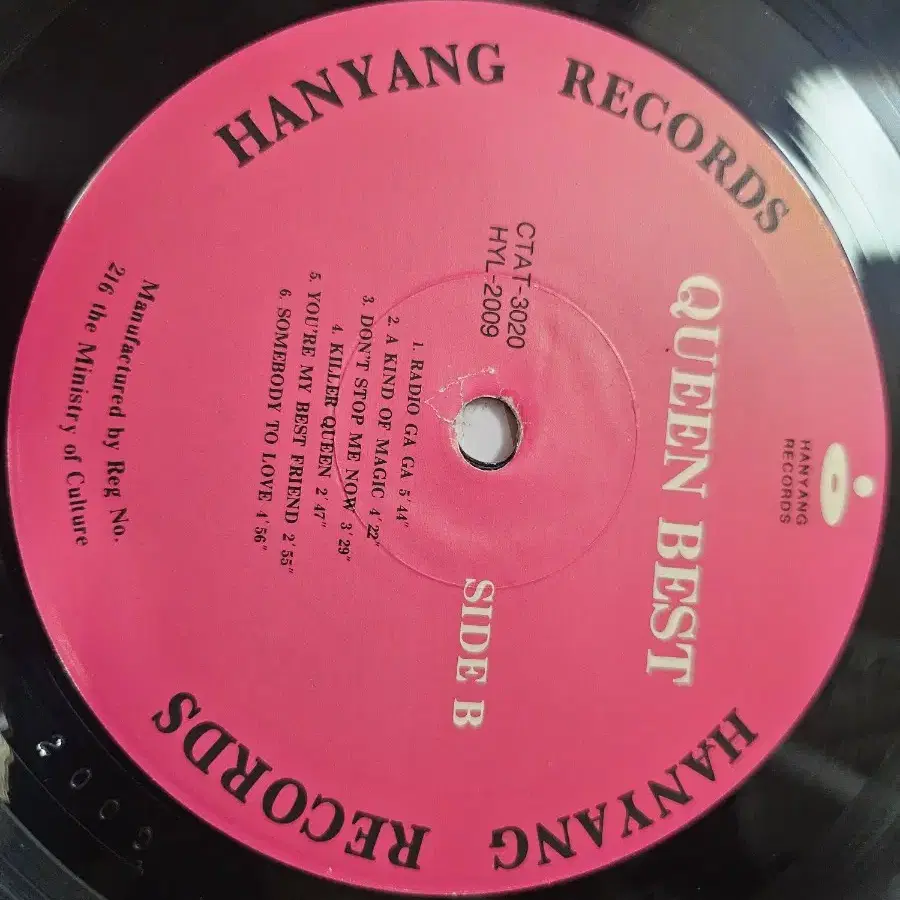 HANYANG RECORDS
HANYANG
RECORDS
QUEEN BEST
CTAT-3020
HYL-2009
SIDE B
1. RADIO GA GA 5'44"
2. A KIND OF MAGIC 4'22"
3. DON'T STOP ME NOW 3'29"
4. KILLER QUEEN 2'47"
5. YOU'RE MY BEST FRIEND 2'55"
6. SOMEBODY TO LOVE 4'56"
Manufactured by Reg No.
216 the Ministry of Culture
HANYANG RECORDS